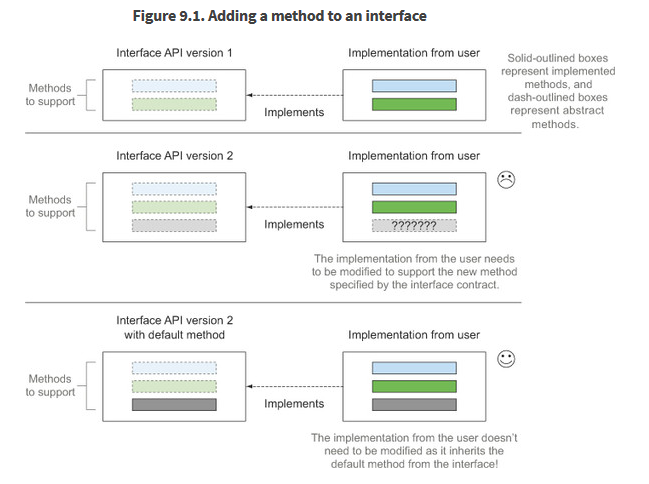 Figure 9.1. Adding a method to an interface
Interface API version 1
Implementation from user
Methods
to support
Implements
Solid-outlined boxes
represent implemented
methods, and
dash-outlined boxes
represent abstract
methods.
Interface API version 2
Implementation from user
Methods
to support
Implements
???????
The implementation from the user needs
to be modified to support the new method
specified by the interface contract.
Interface API version 2
with default method
Implementation from user
Methods
to support
Implements
The implementation from the user doesn't
need to be modified as it inherits the
default method from the interface!